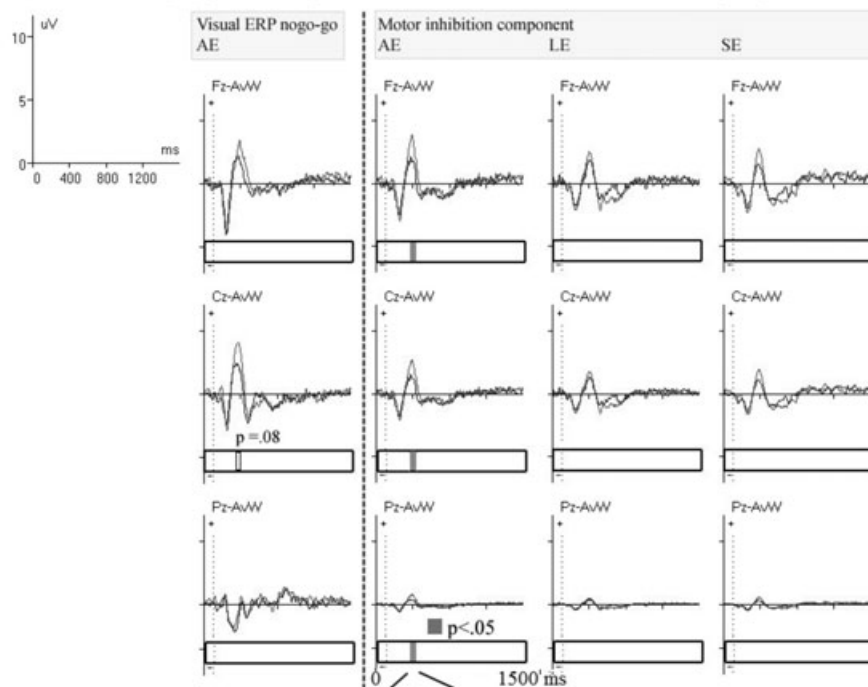 Visual ERP nogo-go
AE
Motor inhibition component
AE LE SE
uV
10
5
0
ms
0 400 800 1200
Fz-AvW Fz-AvW Fz-AvW Fz-AvW
+ + + +
- - - -
Cz-AvW Cz-AvW Cz-AvW Cz-AvW
+ + + +
p =.08
- - - -
Pz-AvW Pz-AvW Pz-AvW Pz-AvW
+ + + +
p<.05
0 1500 ms